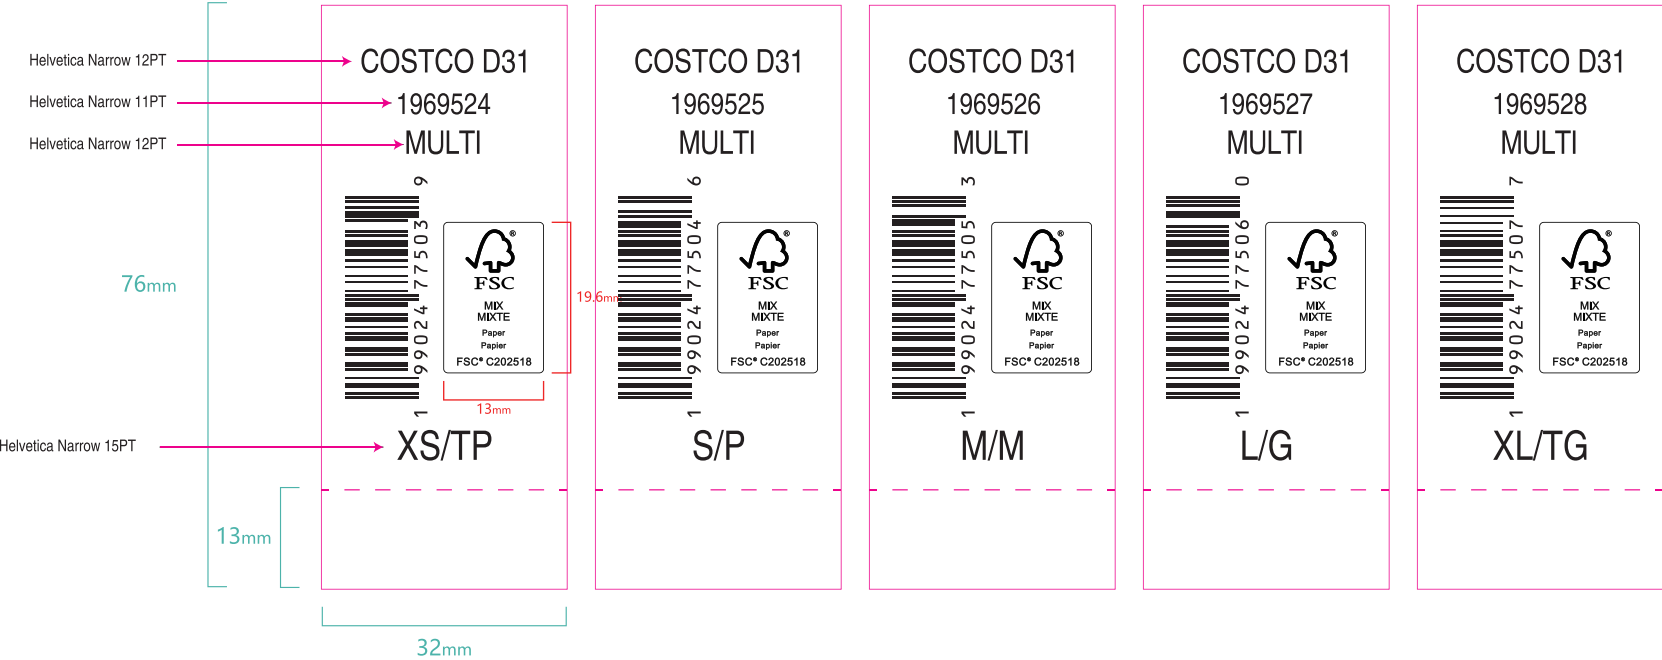 Helvetica Narrow 12PT
Helvetica Narrow 11PT
Helvetica Narrow 12PT
Helvetica Narrow 15PT
76mm
13mm
32mm
COSTCO D31
1969524
MULTI
1 99024 77503 9
FSC
®
MIX
MIXTE
Paper
Papier
FSC® C202518
19.6mm
13mm
XS/TP
COSTCO D31
1969525
MULTI
1 99024 77504 6
FSC
®
MIX
MIXTE
Paper
Papier
FSC® C202518
S/P
COSTCO D31
1969526
MULTI
1 99024 77505 3
FSC
®
MIX
MIXTE
Paper
Papier
FSC® C202518
M/M
COSTCO D31
1969527
MULTI
1 99024 77506 0
FSC
®
MIX
MIXTE
Paper
Papier
FSC® C202518
L/G
COSTCO D31
1969528
MULTI
1 99024 77507 7
FSC
®
MIX
MIXTE
Paper
Papier
FSC® C202518
XL/TG